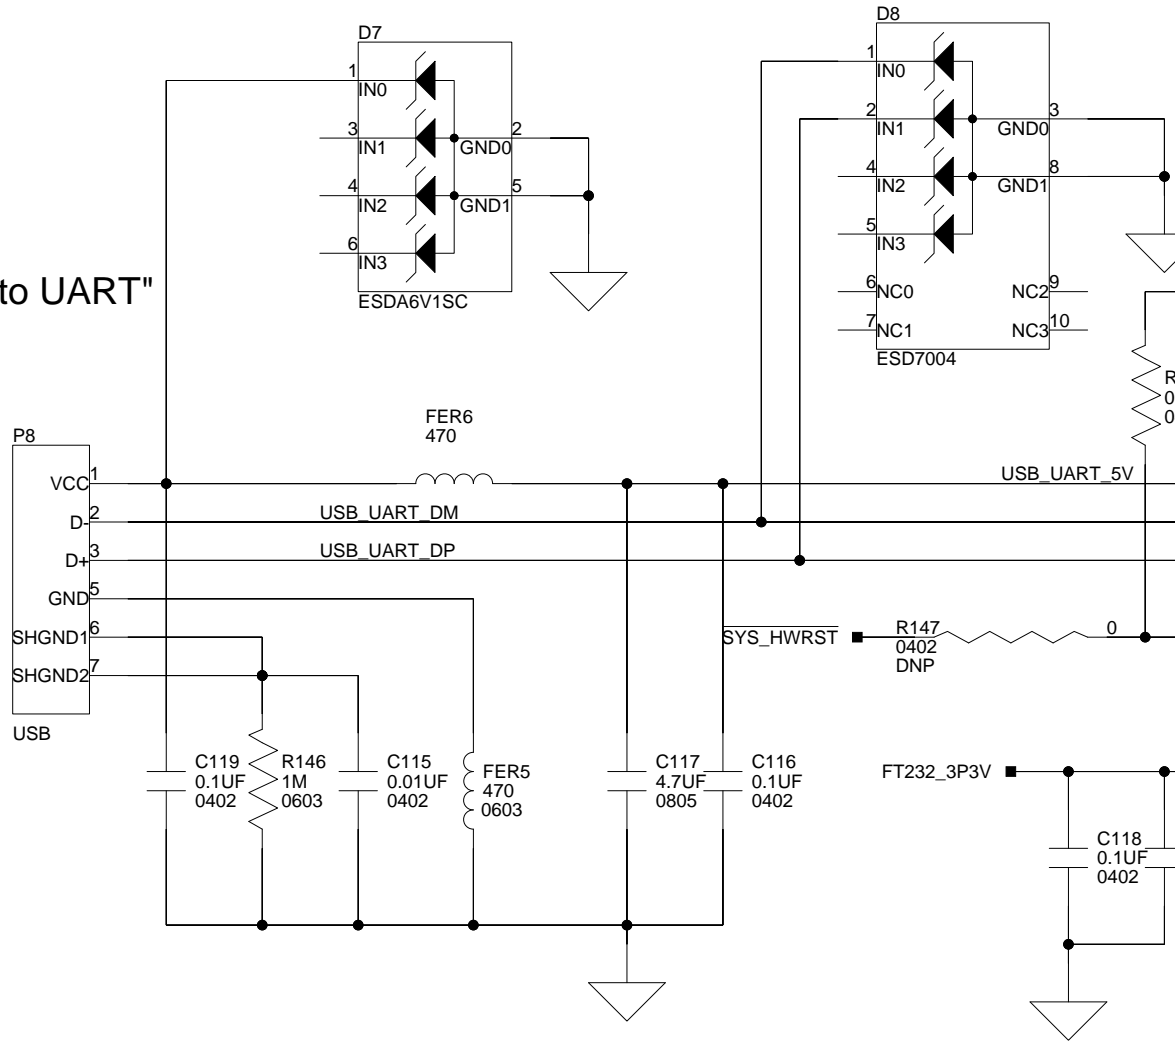 D7
1
IN0
3
IN1
4
IN2
6
IN3
2
GND0
5
GND1
ESDA6V1SC
D8
1
IN0
2
IN1
4
IN2
5
IN3
6
NC0
7
NC1
3
GND0
8
GND1
9
NC2
10
NC3
ESD7004
to UART"
R
0
0
FER6
470
P8
VCC 1
D- 2
D+ 3
GND 5
SHGND1 6
SHGND2 7
USB
USB_UART_5V
USB_UART_DM
USB_UART_DP
SYS_HWRST
R147
0402
DNP
0
C119
0.1UF
0402
R146
1M
0603
C115
0.01UF
0402
FER5
470
0603
C117
4.7UF
0805
C116
0.1UF
0402
FT232_3P3V
C118
0.1UF
0402